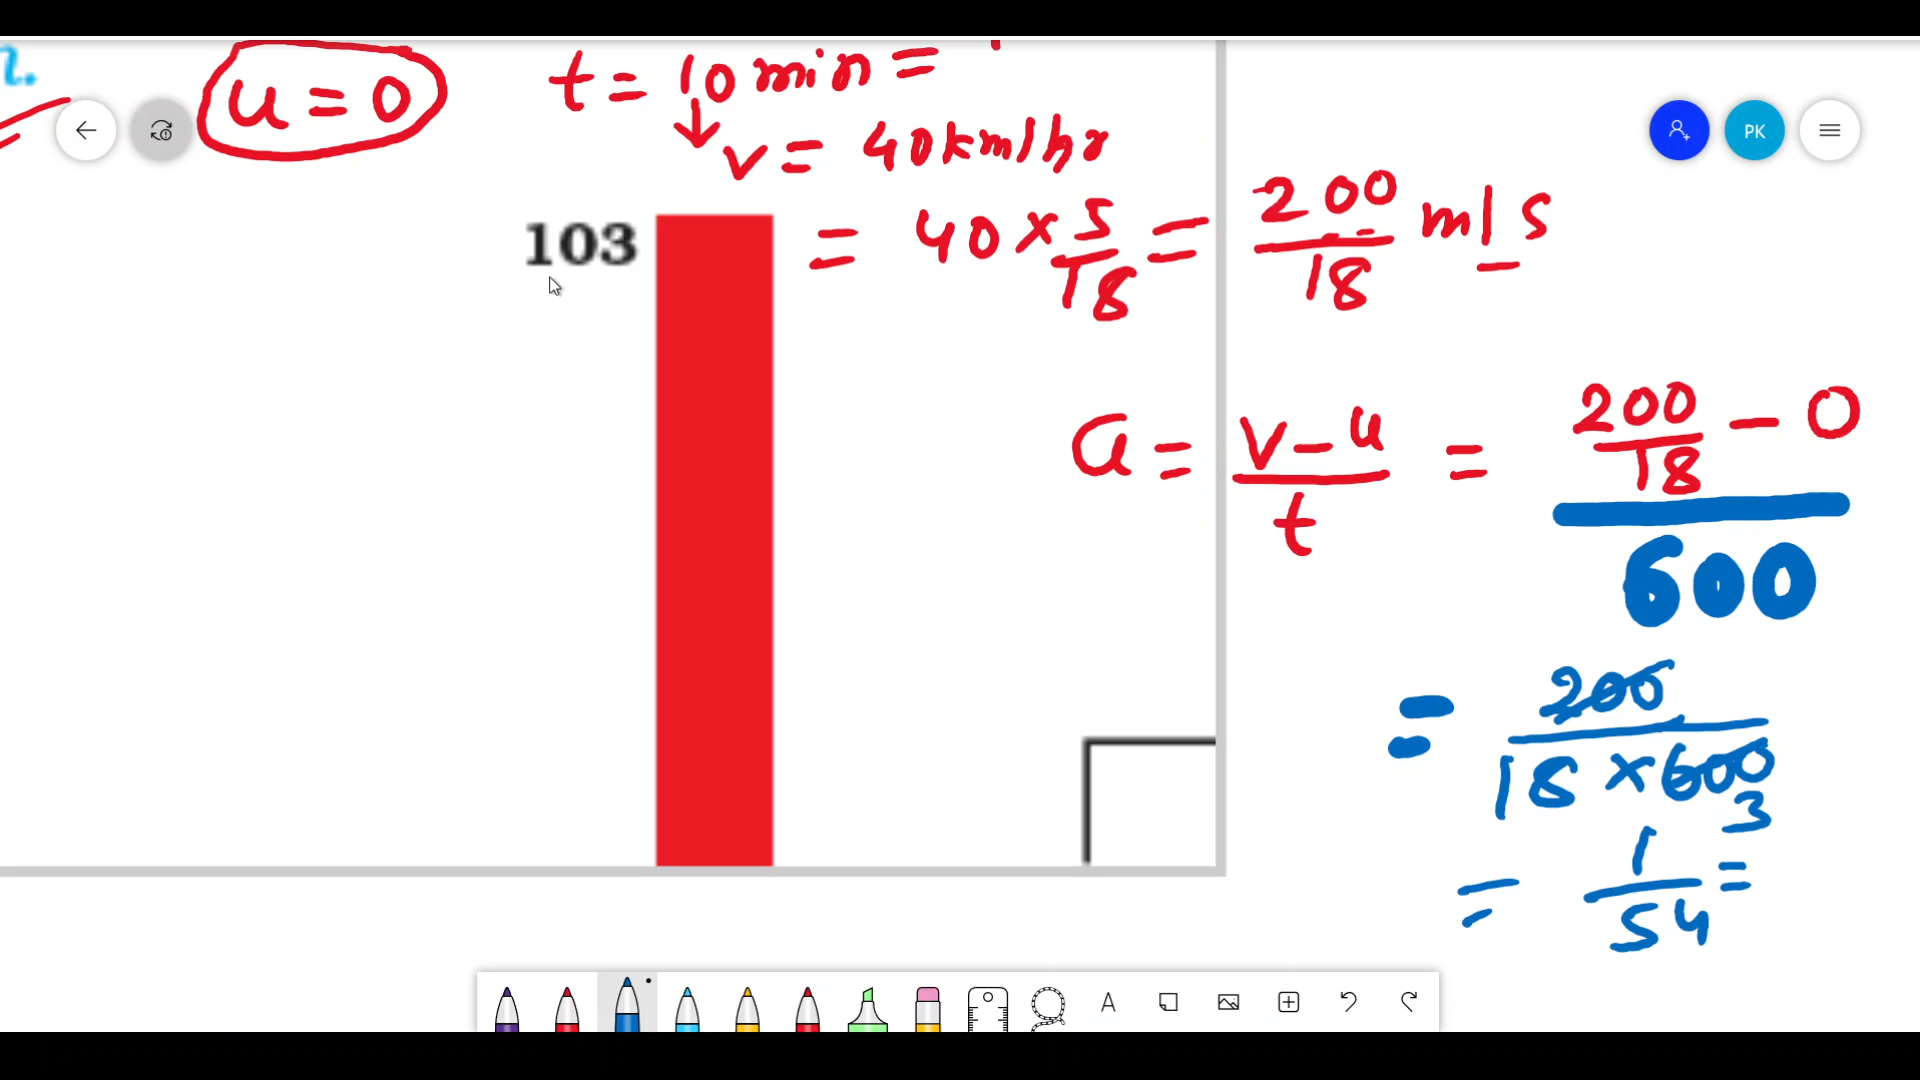 u = 0
t = 10 min =
v = 40km/hr
103
= 40 × 5/18 = 200/18 m/s
a = v-u/t = 200/18 - 0 / 600
= 200/18 × 600
3
= 1/54 =
PK
A